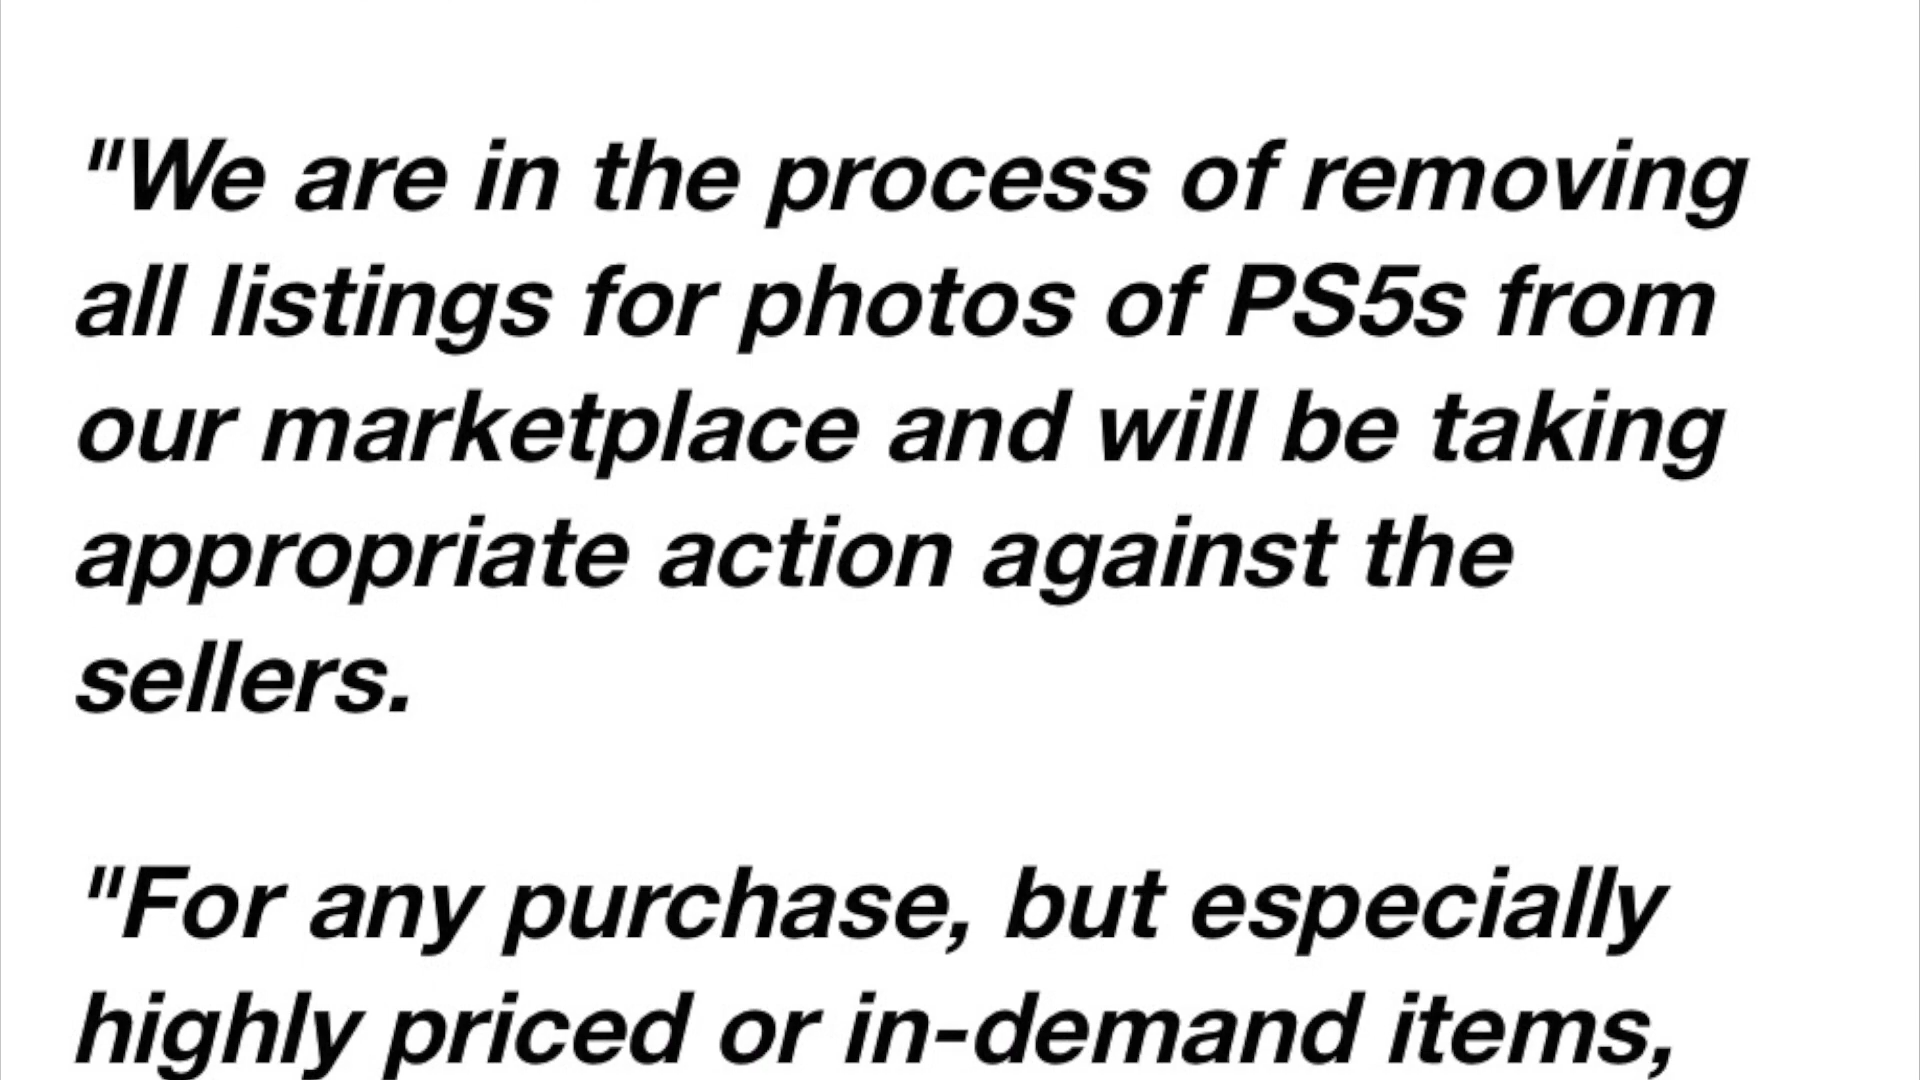 "We are in the process of removing
all listings for photos of PS5s from
our marketplace and will be taking
appropriate action against the
sellers.
"For any purchase, but especially
highly priced or in-demand items,